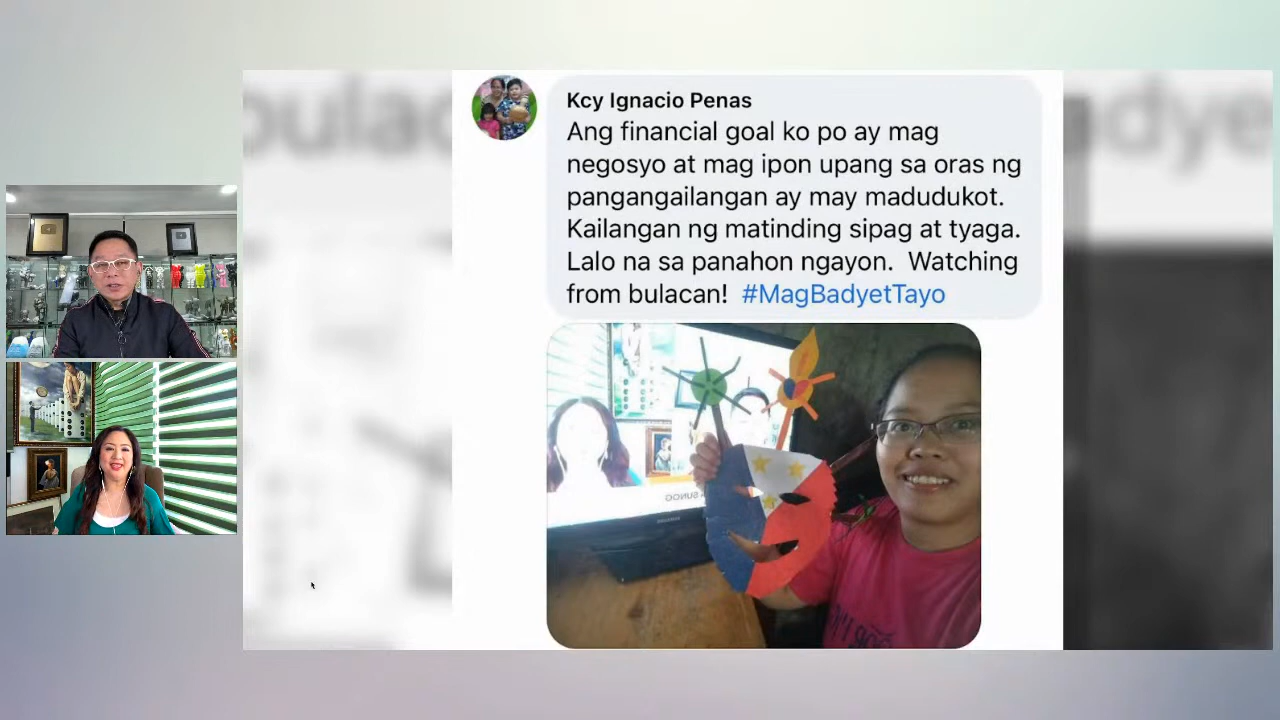 Kcy Ignacio Penas
Ang financial goal ko po ay mag
negosyo at mag ipon upang sa oras ng
pangangailangan ay may madudukot.
Kailangan ng matinding sipag at tyaga.
Lalo na sa panahon ngayon. Watching
from bulacan! #MagBadyetTayo